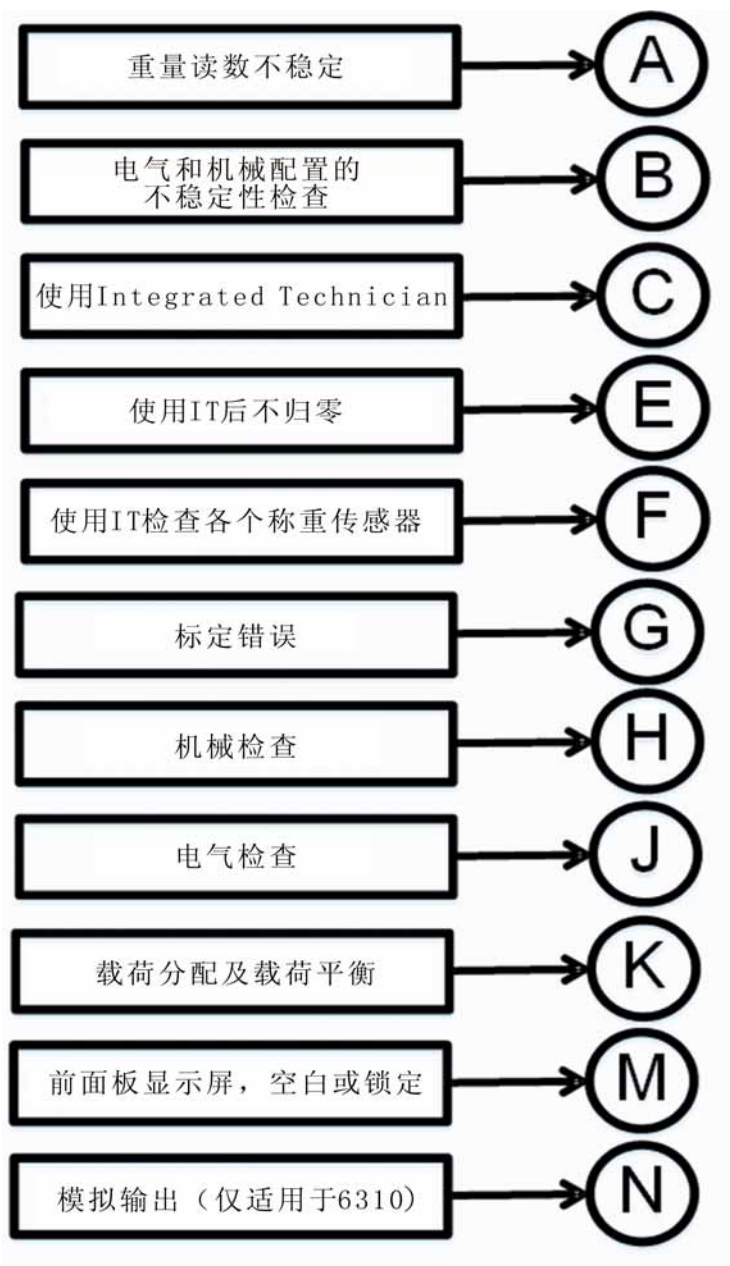 重量读数不稳定
A
电气和机械配置的
不稳定性检查
B
使用Integrated Technician
C
使用IT后不归零
E
使用IT检查各个称重传感器
F
标定错误
G
机械检查
H
电气检查
J
载荷分配及载荷平衡
K
前面板显示屏，空白或锁定
M
模拟输出（仅适用于6310）
N